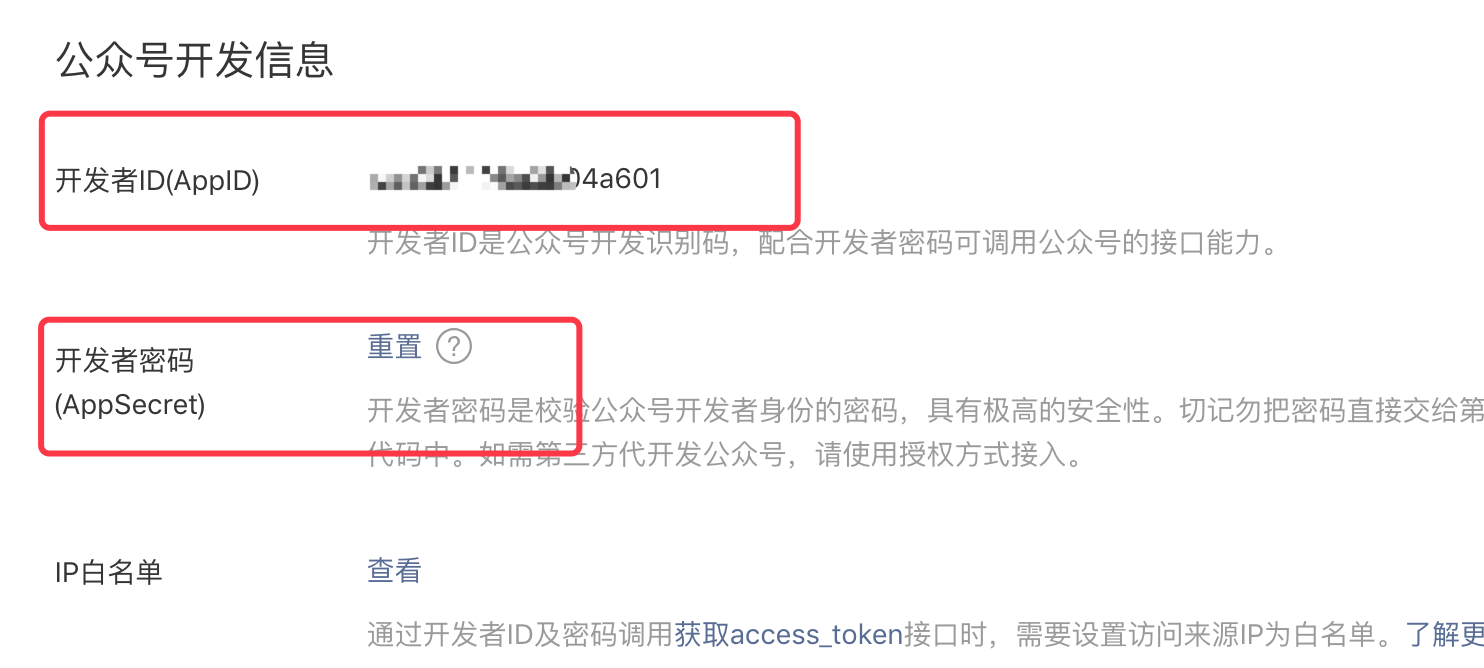 公众号开发信息
开发者ID(AppID)
04a601
开发者ID是公众号开发识别码，配合开发者密码可调用公众号的接口能力。
开发者密码
(AppSecret)
重置 ?
开发者密码是校验公众号开发者身份的密码，具有极高的安全性。切记勿把密码直接交给第
代码中。如需第三方代开发公众号，请使用授权方式接入。
IP白名单
查看
通过开发者ID及密码调用获取access_token接口时，需要设置访问来源IP为白名单。了解更